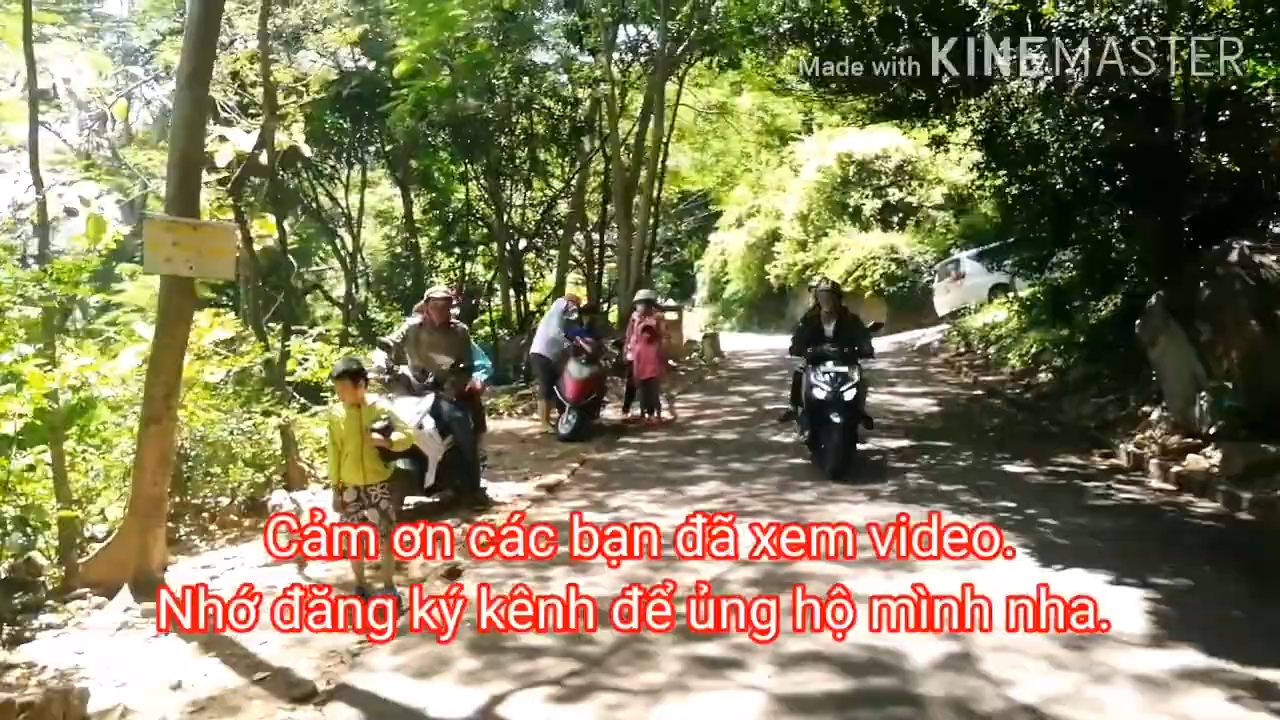 Made with KINEMASTER
Cảm ơn các bạn đã xem video.
Nhớ đăng ký kênh để ủng hộ mình nha.